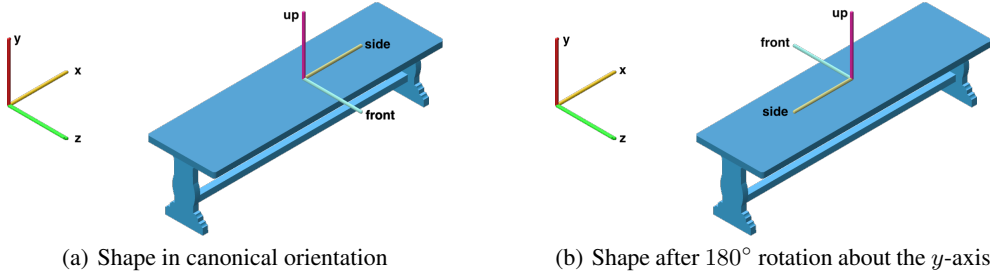 y
x
z
up
side
front
y
x
z
up
front
side
(a) Shape in canonical orientation
(b) Shape after 180° rotation about the y-axis